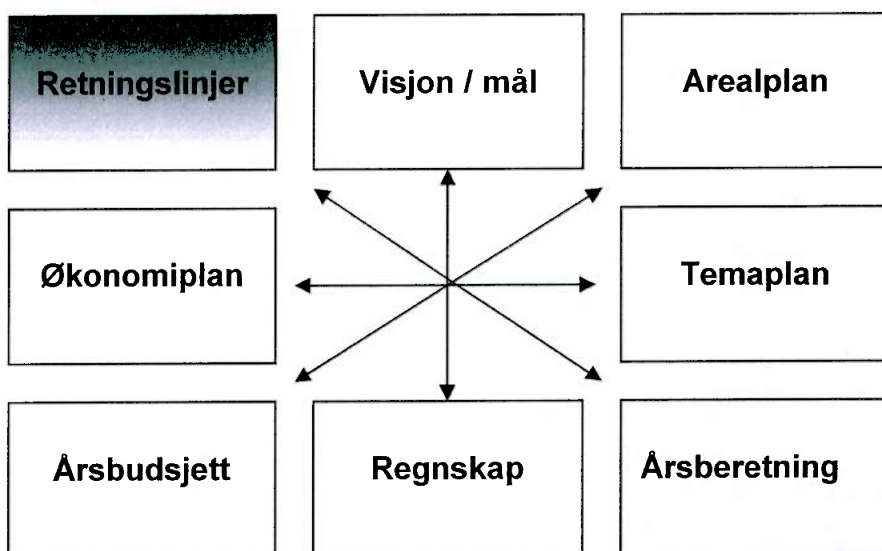 Retningslinjer
Visjon / mål
Arealplan
Økonomiplan
Temaplan
Årsbudsjett
Regnskap
Årsberetning